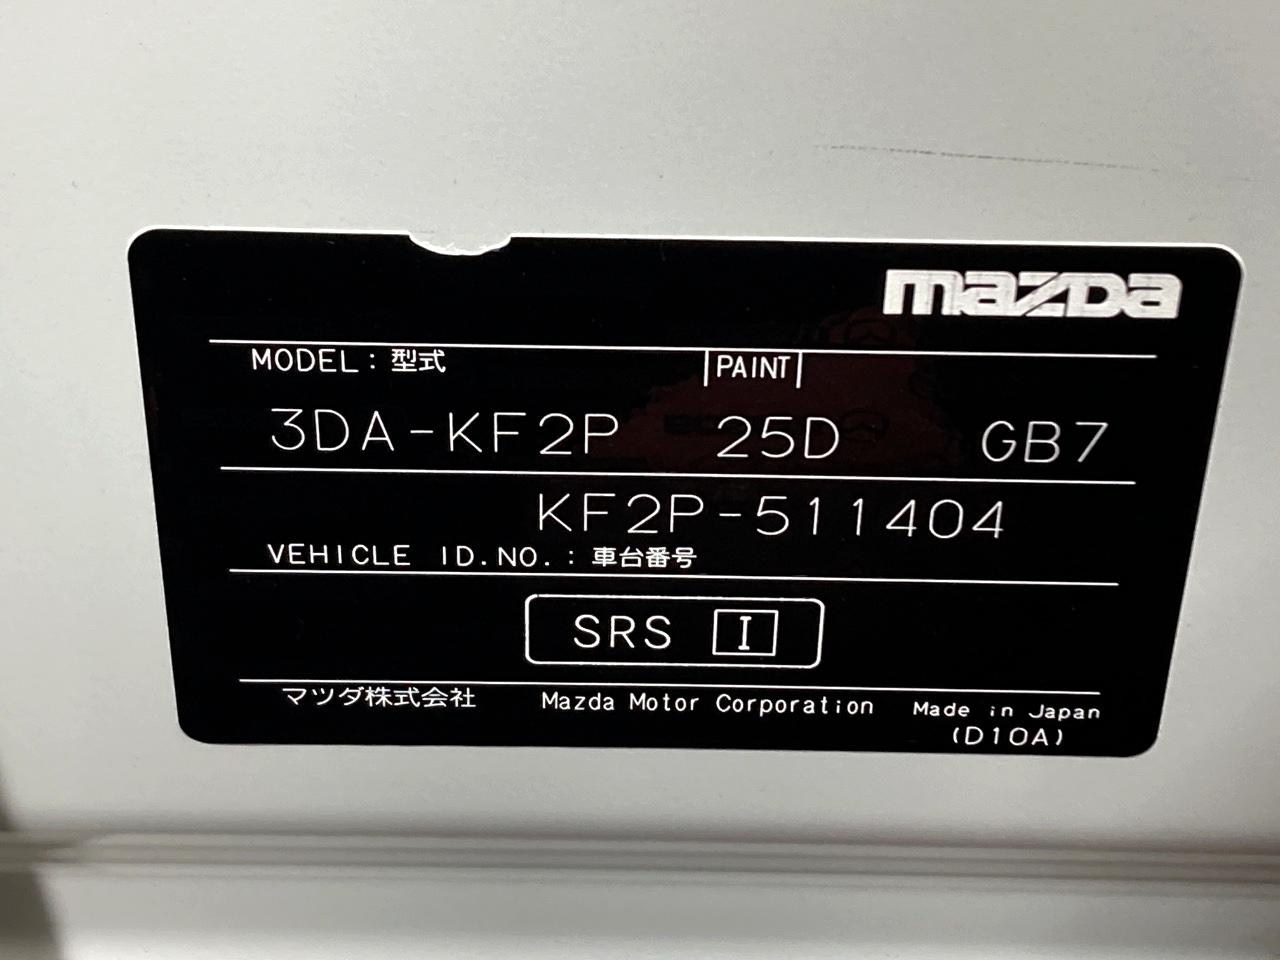 mazda
MODEL : 型式 PAINT
3DA-KF2P 25D GB7
KF2P-511404
VEHICLE ID.NO. : 車台番号
SRS I
マツダ株式会社 Mazda Motor Corporation Made in Japan
(D10A)